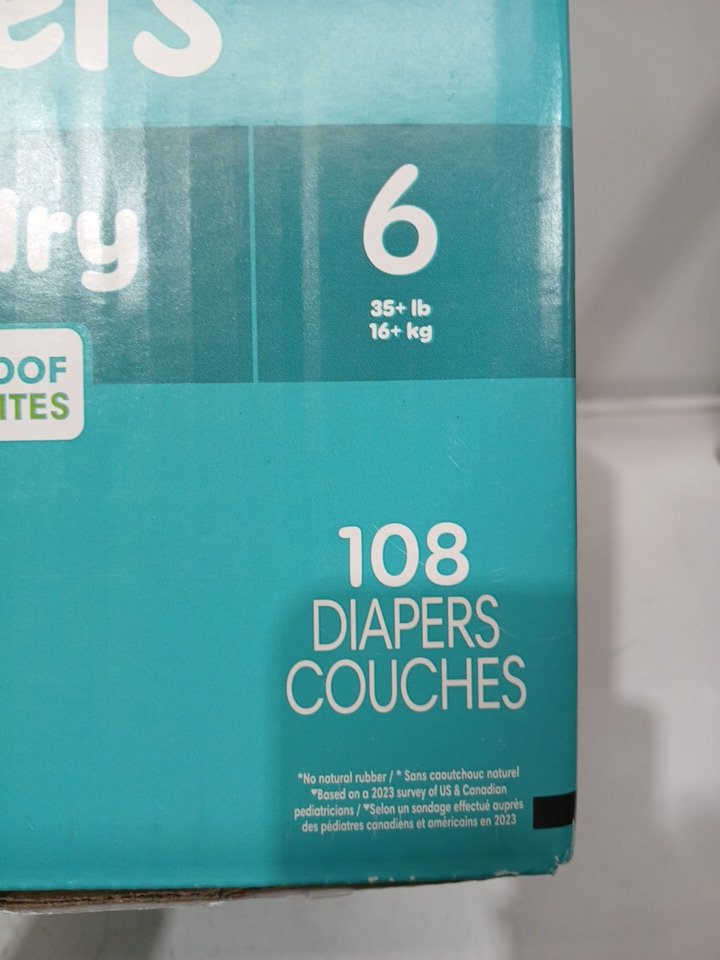 ers
dry
6
35+ lb
16+ kg
OOF
ITES
108
DIAPERS
COUCHES
*No natural rubber / * Sans caoutchouc naturel
♥Based on a 2023 survey of US & Canadian
pediatricians / ♥Selon un sondage effectué auprès
des pédiatres canadiens et américains en 2023